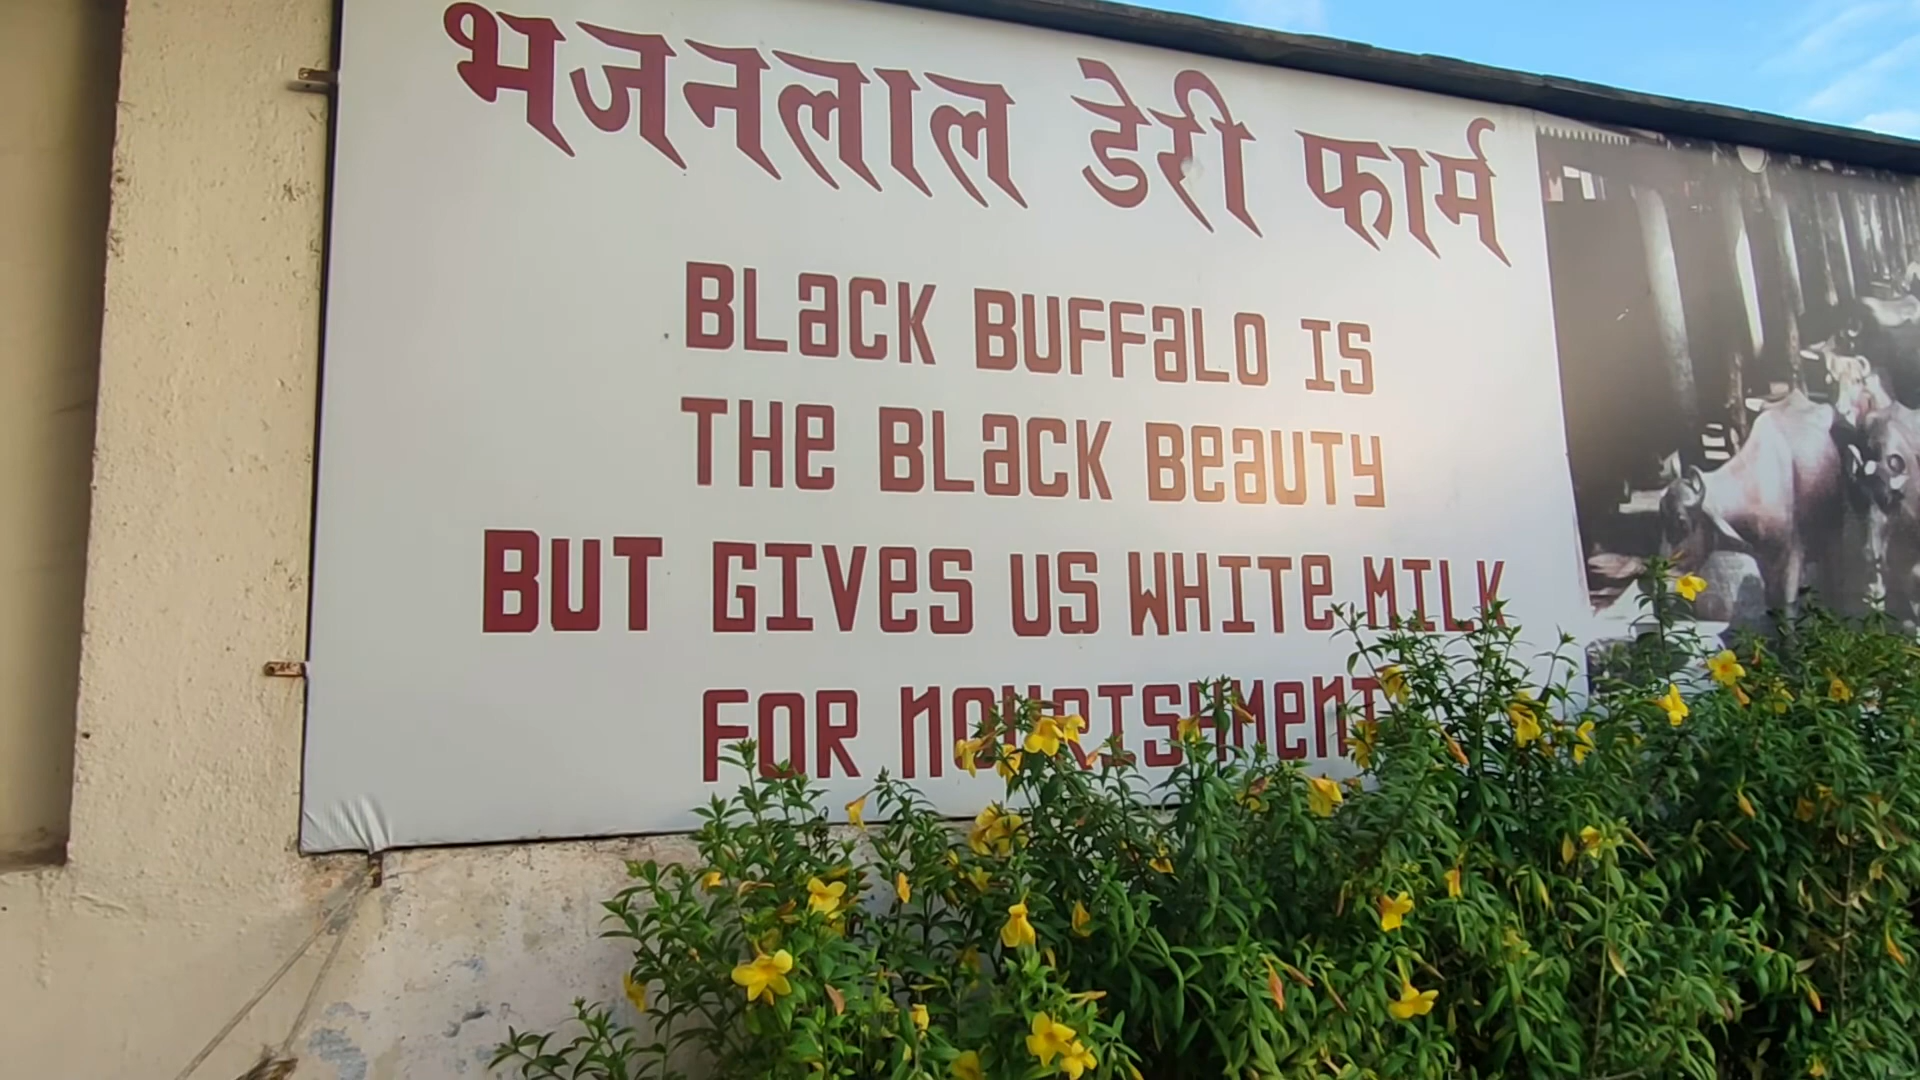 भजनलाल डेरी फार्म
BLaCK BUFFaLO IS
THe BLaCK BeaUTY
BUT GIVeS US WHITe MILK
FOR NOURISHMeNT